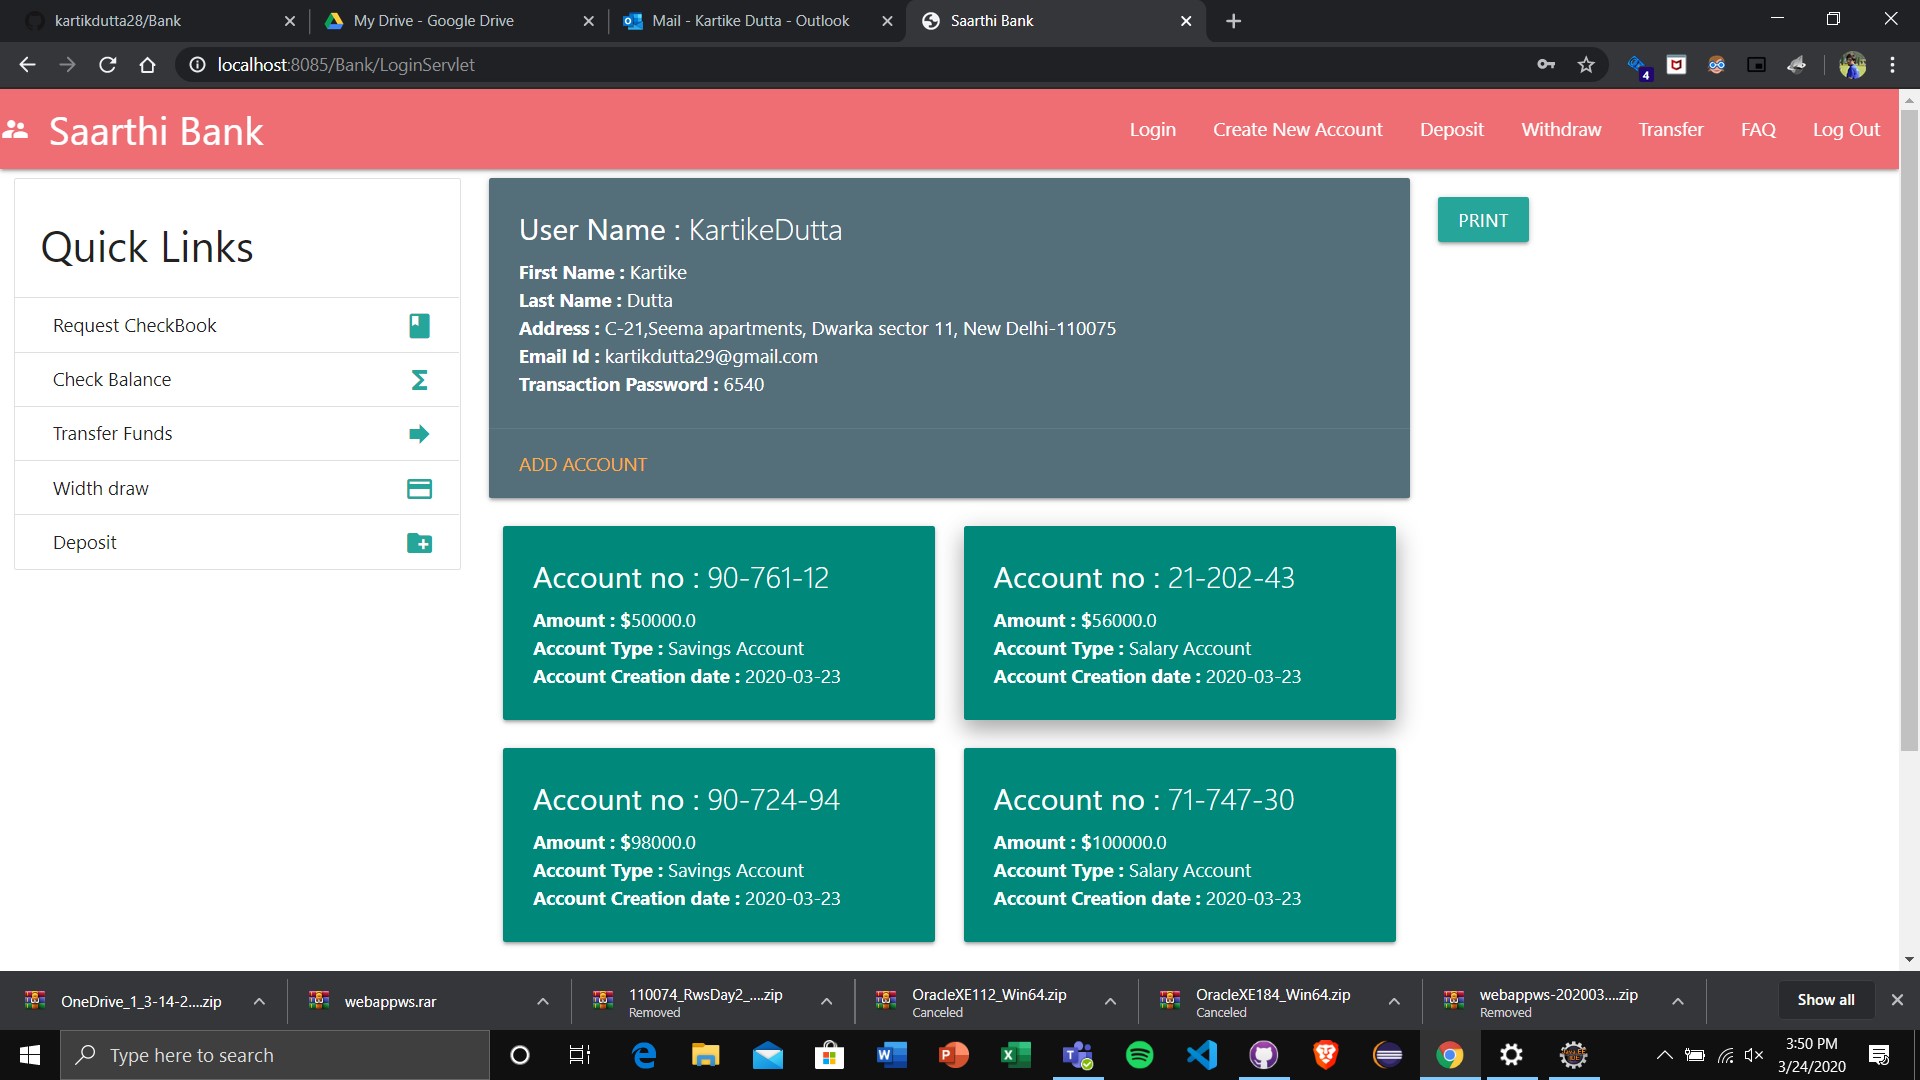 kartikdutta28/Bank
My Drive - Google Drive
Mail - Kartike Dutta - Outlook
Saarthi Bank
localhost:8085/Bank/LoginServlet
4
Saarthi Bank
Login
Create New Account
Deposit
Withdraw
Transfer
FAQ
Log Out
Quick Links
Request CheckBook
Check Balance
Transfer Funds
Width draw
Deposit
User Name : KartikeDutta
First Name : Kartike
Last Name : Dutta
Address : C-21,Seema apartments, Dwarka sector 11, New Delhi-110075
Email Id : kartikdutta29@gmail.com
Transaction Password : 6540
ADD ACCOUNT
PRINT
Account no : 90-761-12
Amount : $50000.0
Account Type : Savings Account
Account Creation date : 2020-03-23
Account no : 21-202-43
Amount : $56000.0
Account Type : Salary Account
Account Creation date : 2020-03-23
Account no : 90-724-94
Amount : $98000.0
Account Type : Savings Account
Account Creation date : 2020-03-23
Account no : 71-747-30
Amount : $100000.0
Account Type : Salary Account
Account Creation date : 2020-03-23
OneDrive_1_3-14-2....zip
webappws.rar
110074_RwsDay2_....zip
Removed
OracleXE112_Win64.zip
Canceled
OracleXE184_Win64.zip
Canceled
webappws-202003....zip
Removed
Show all
Type here to search
3:50 PM
3/24/2020